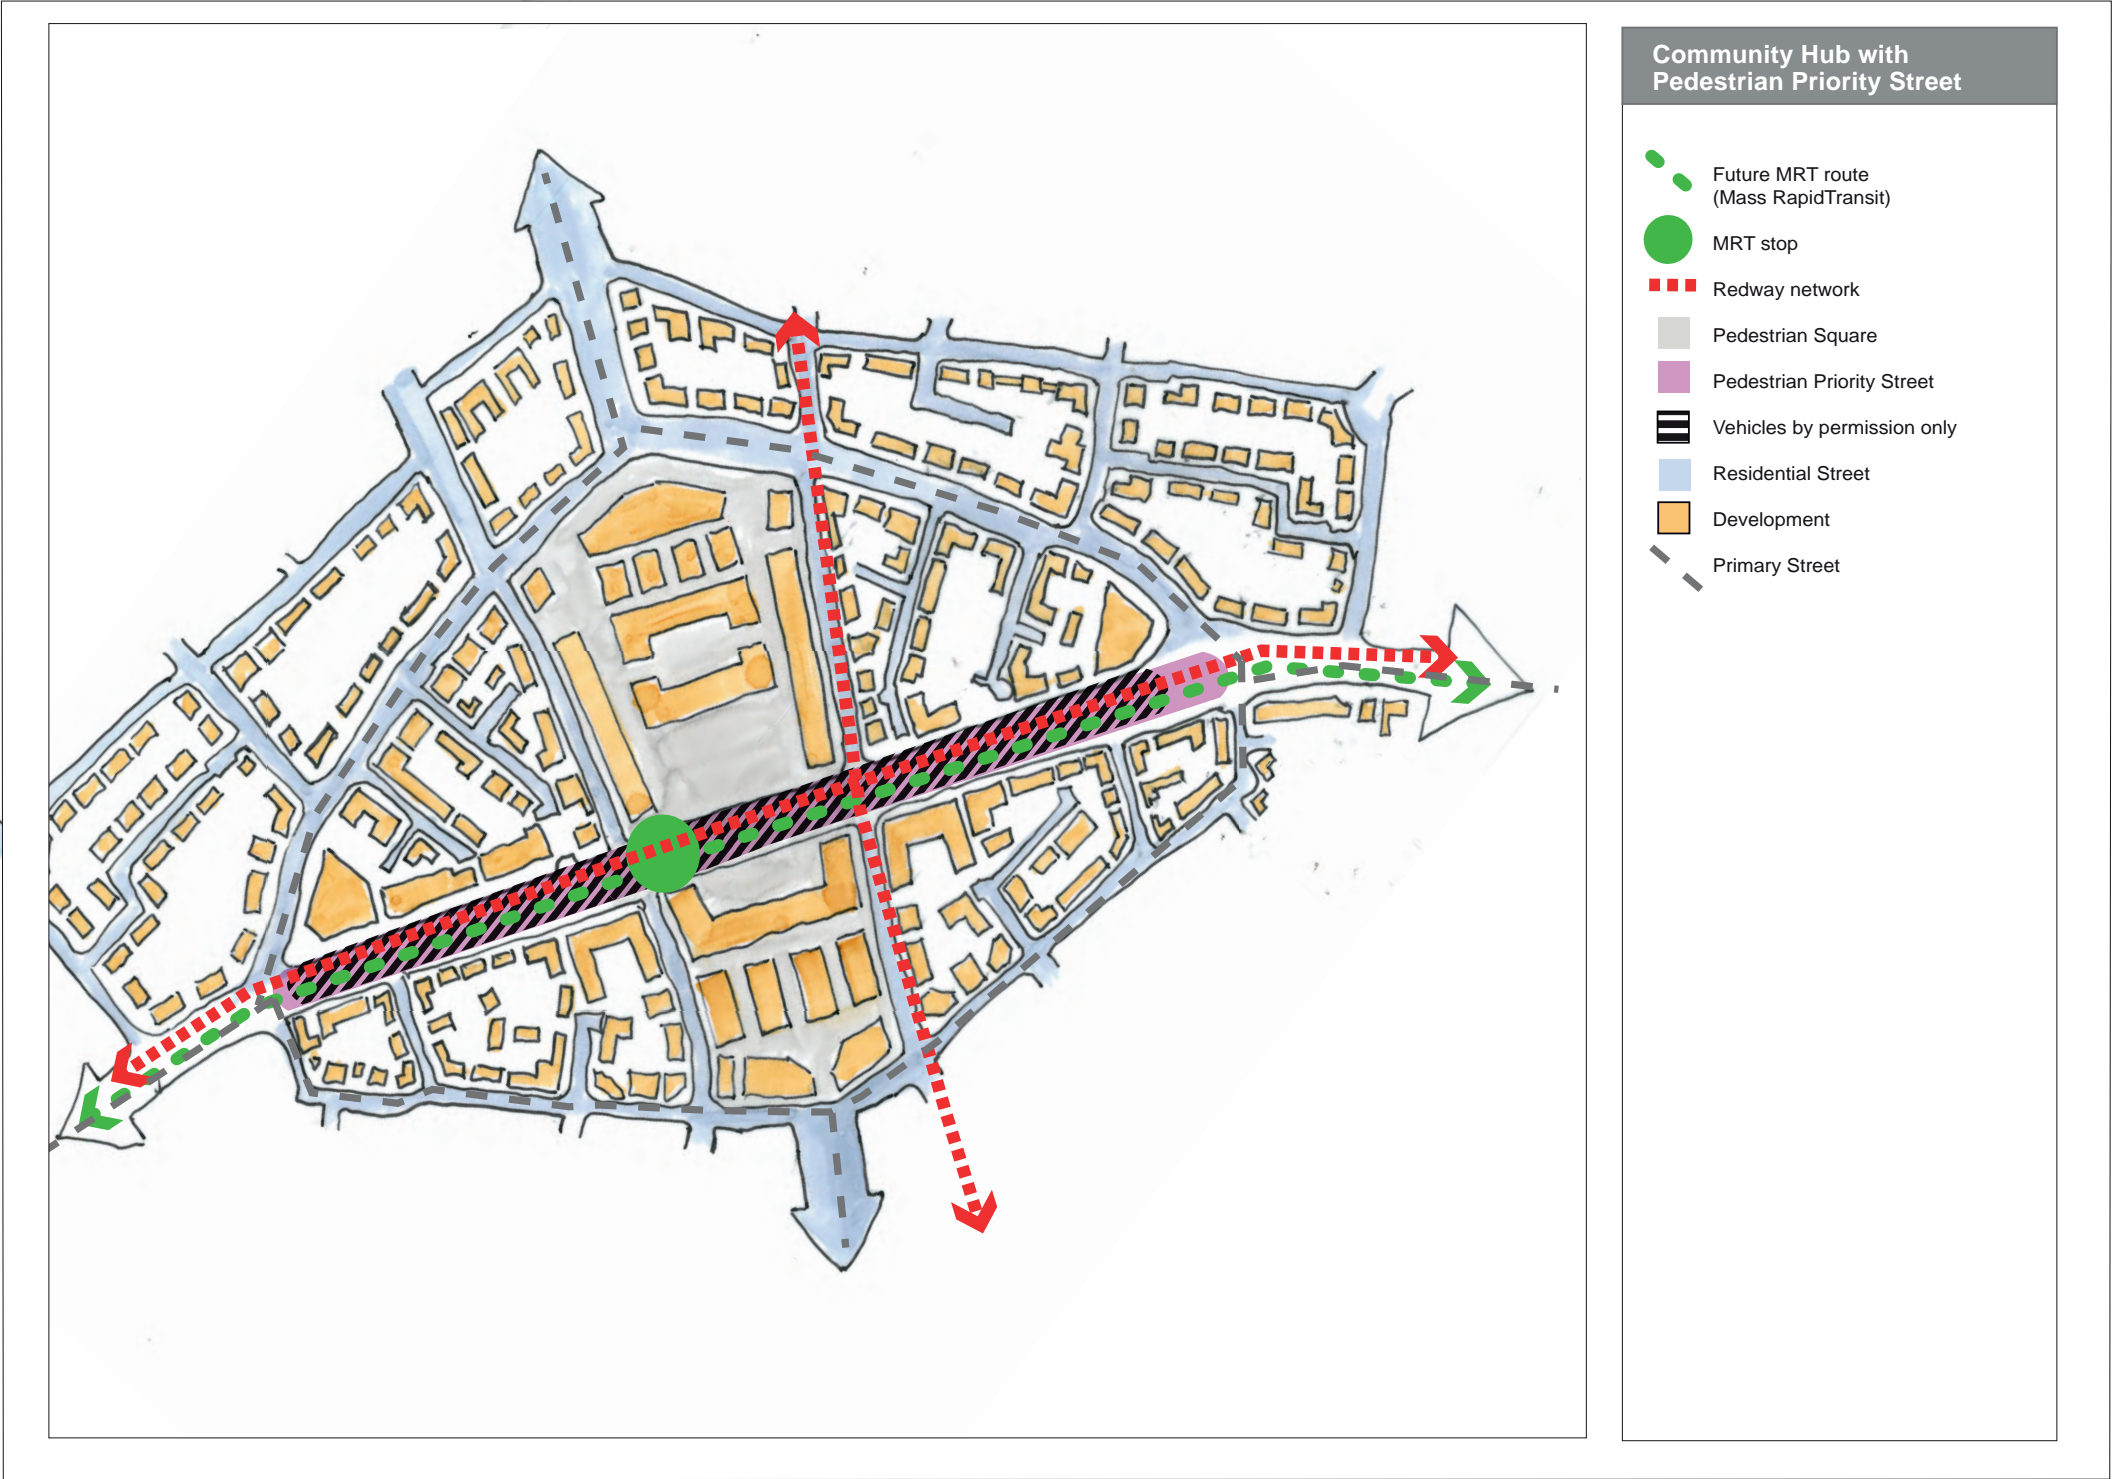 Community Hub with
Pedestrian Priority Street
Future MRT route
(Mass RapidTransit)
MRT stop
Redway network
Pedestrian Square
Pedestrian Priority Street
Vehicles by permission only
Residential Street
Development
Primary Street